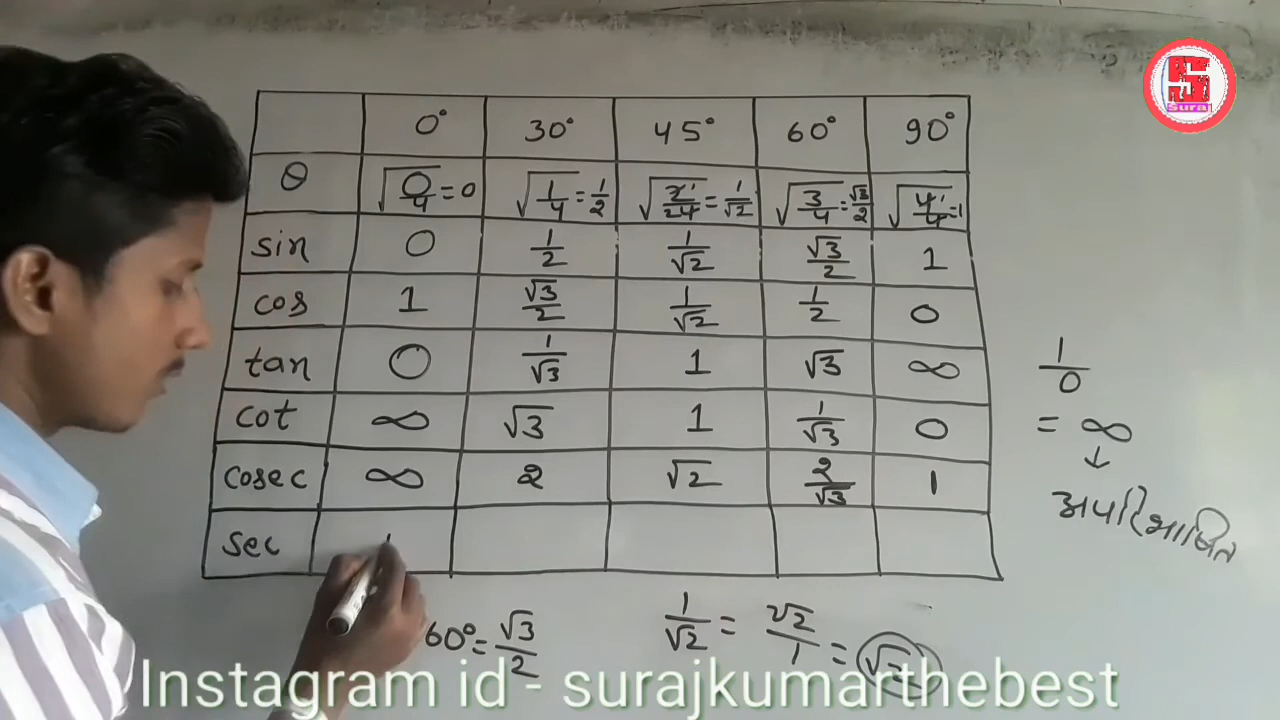 0° 30° 45° 60° 90°
θ √0/4=0 √1/4=1/2 √2/4=1/√2 √3/4=√3/2 √4/4=1
sin 0 1/2 1/√2 √3/2 1
cos 1 √3/2 1/√2 1/2 0
tan 0 1/√3 1 √3 ∞
cot ∞ √3 1 1/√3 0
cosec ∞ 2 √2 2/√3 1
sec
1/0
= ∞
↓
अपरिभाषित
60°=√3/2 1/√2 = √2/1 = √2
Instagram id - surajkumarthebest
S
Suraj